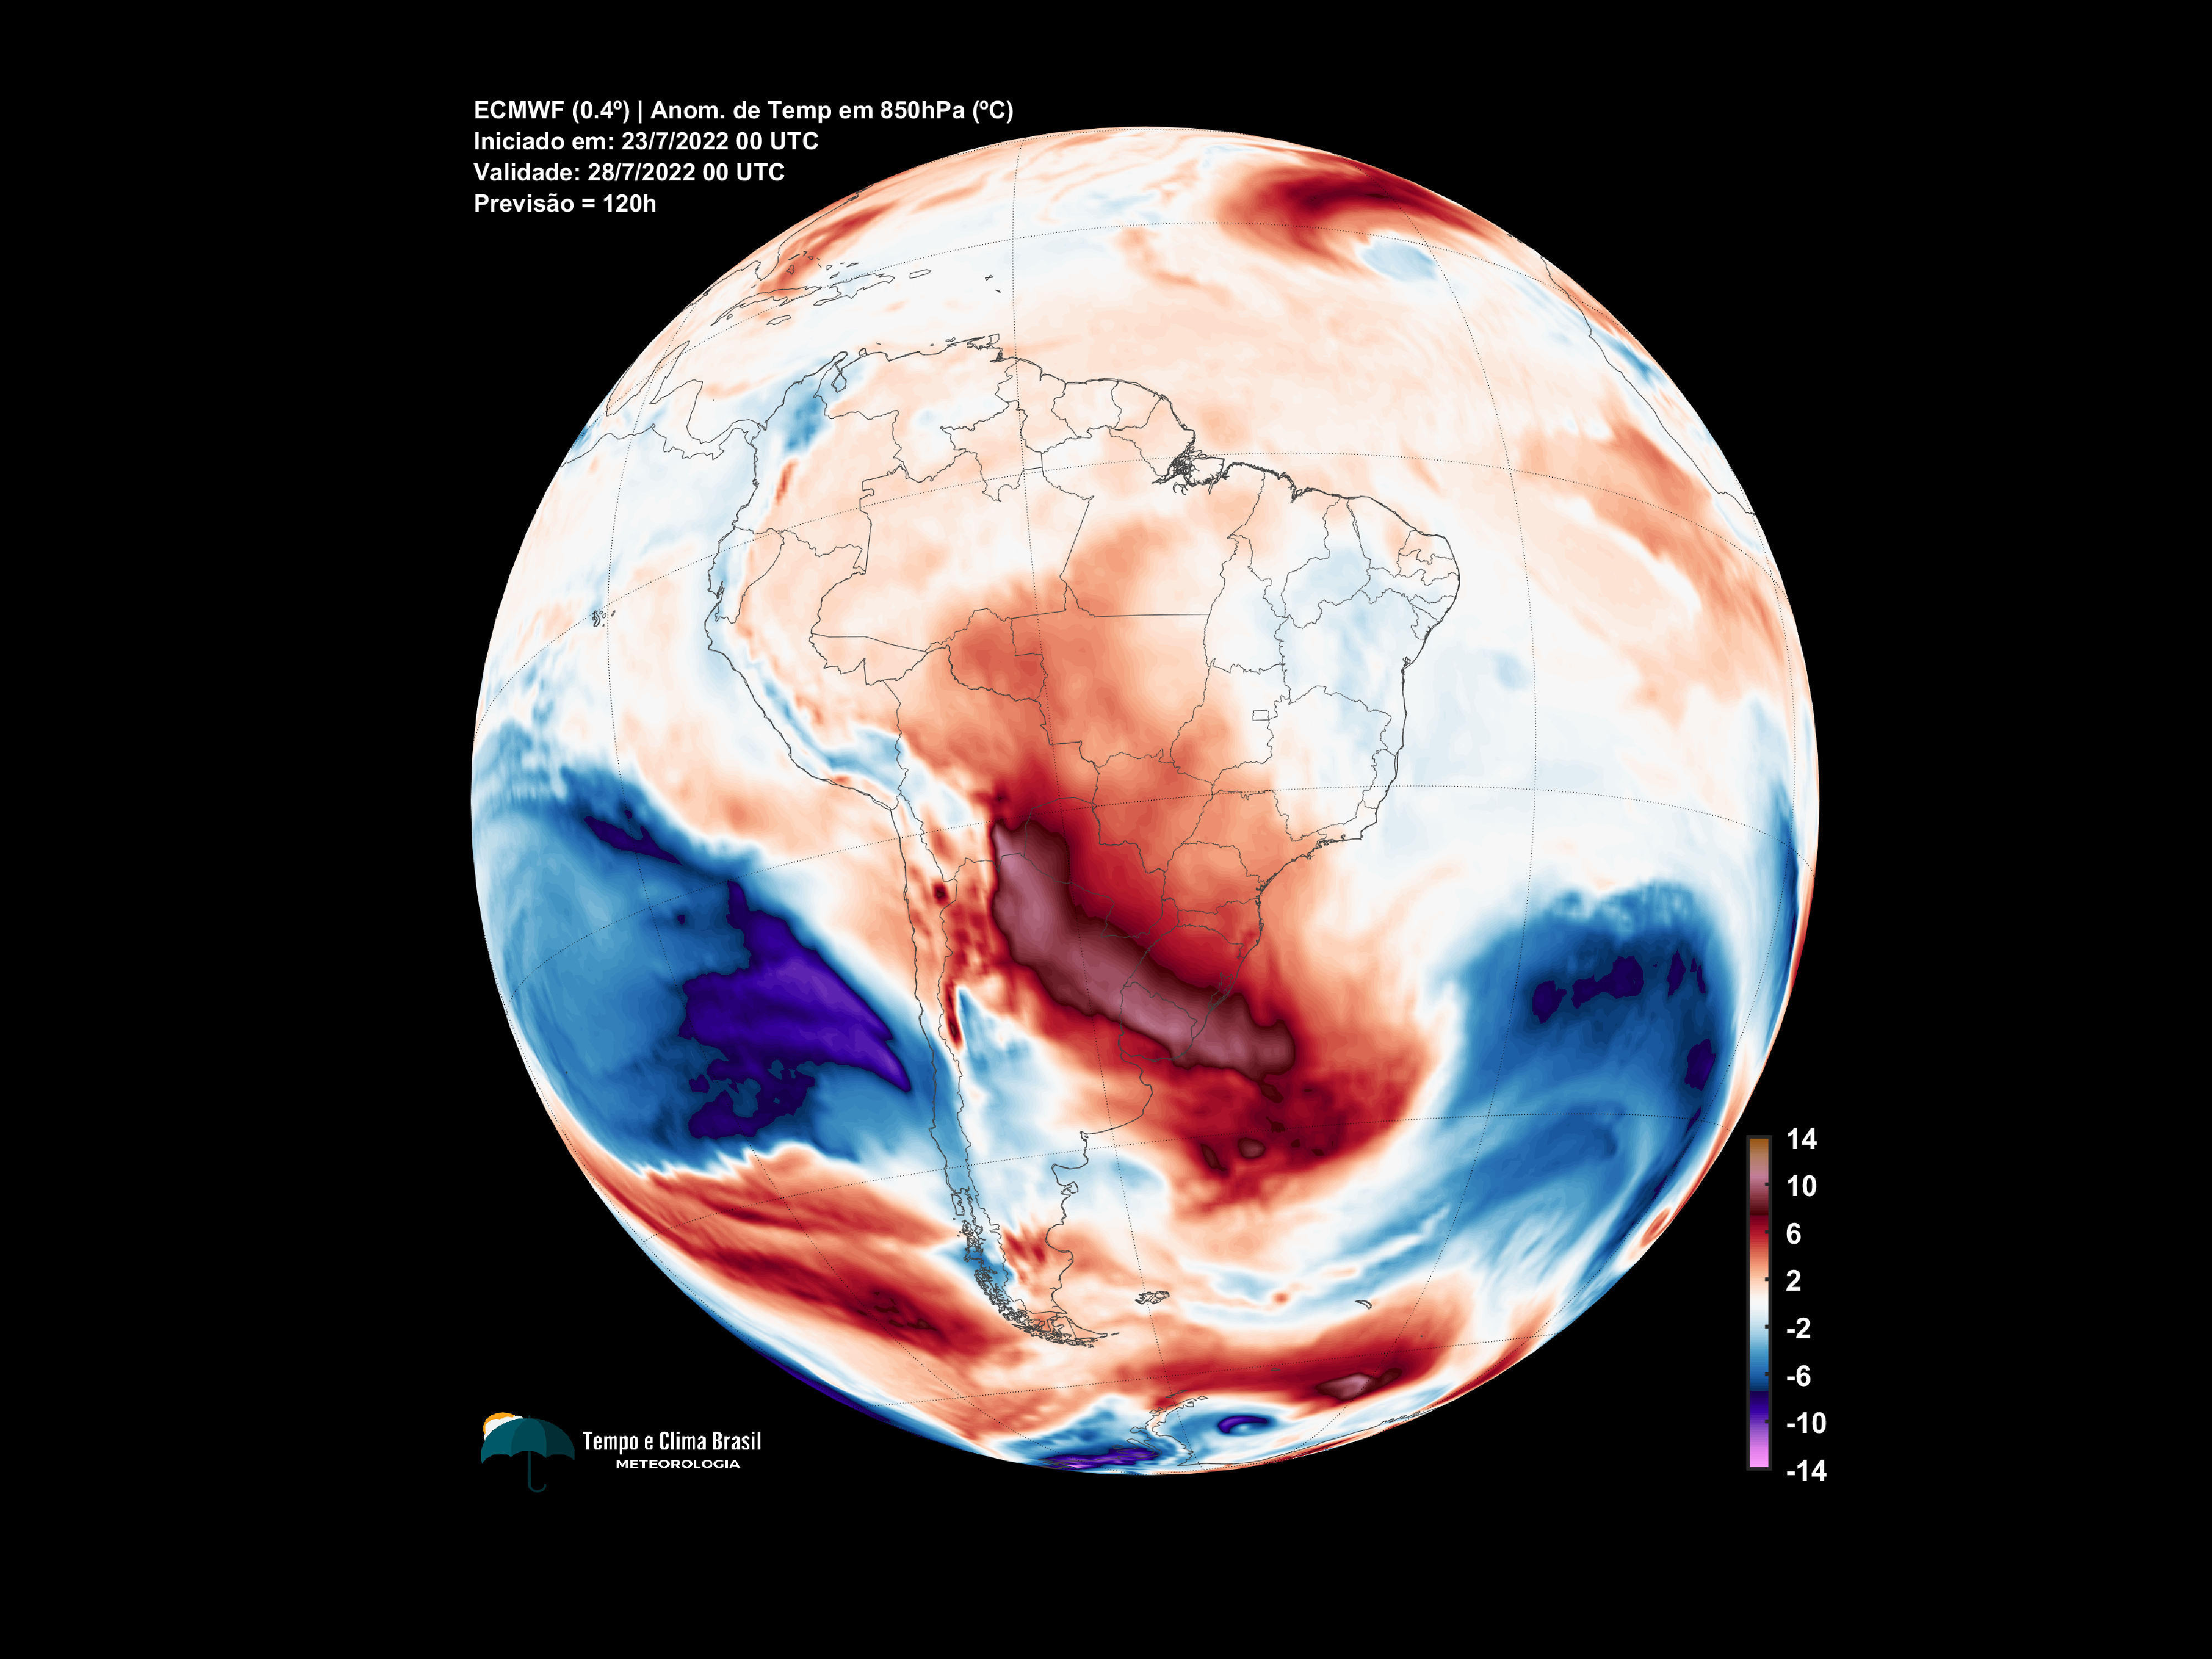 ECMWF (0.4º) | Anom. de Temp em 850hPa (ºC)
Iniciado em: 23/7/2022 00 UTC
Validade: 28/7/2022 00 UTC
Previsão = 120h
14
10
6
2
-2
-6
-10
-14
Tempo e Clima Brasil
METEOROLOGIA